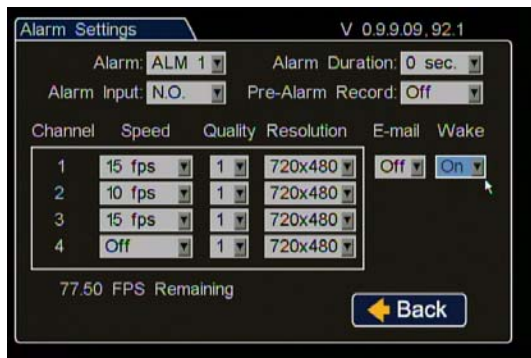 Alarm Settings V 0.9.9.09, 92.1
Alarm: ALM 1 Alarm Duration: 0 sec.
Alarm Input: N.O. Pre-Alarm Record: Off
Channel Speed Quality Resolution E-mail Wake
1 15 fps 1 720x480 Off On
2 10 fps 1 720x480
3 15 fps 1 720x480
4 Off 1 720x480
77.50 FPS Remaining
Back